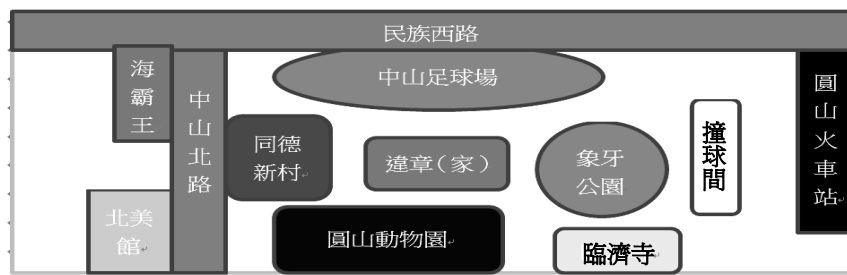 民族西路
海霸王
中山北路
中山足球場
圓山火車站
同德
新村
違章(家)
象牙
公園
撞球間
北美
館
圓山動物園
臨濟寺